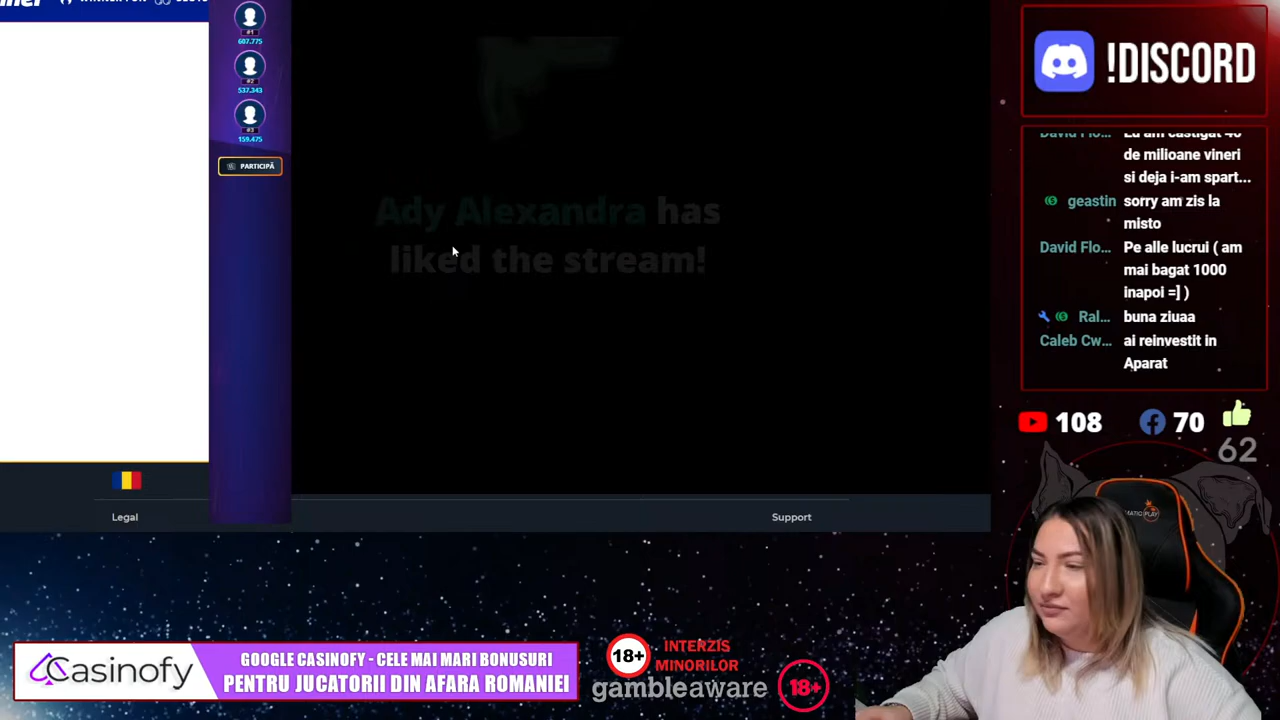 #1
607.775
#2
537.343
#3
159.475
PARTICIPĂ
Ady Alexandra has
liked the stream!
Legal
Support
!DISCORD
David Flo... Eu am castigat 40
de milioane vineri
si deja i-am spart...
geastin sorry am zis la
misto
David Flo... Pe alle lucrui ( am
mai bagat 1000
inapoi =] )
Ral... buna ziuaa
Caleb Cw... ai reinvestit in
Aparat
108 70
62
Casinofy
GOOGLE CASINOFY - CELE MAI MARI BONUSURI
PENTRU JUCATORII DIN AFARA ROMANIEI
18+ INTERZIS
MINORILOR
gambleaware 18+